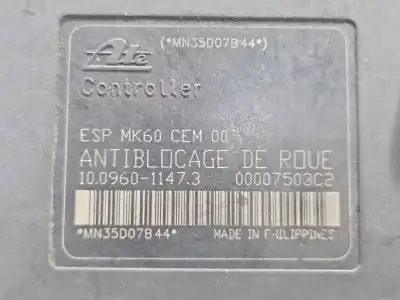 (*MN35D07B44*)
Ate
Controller
ESP MK60 CEM 00
ANTIBLOCAGE DE ROUE
10.0960-1147.3 00007503C2
*MN35D07B44* MADE IN PHILIPPINES